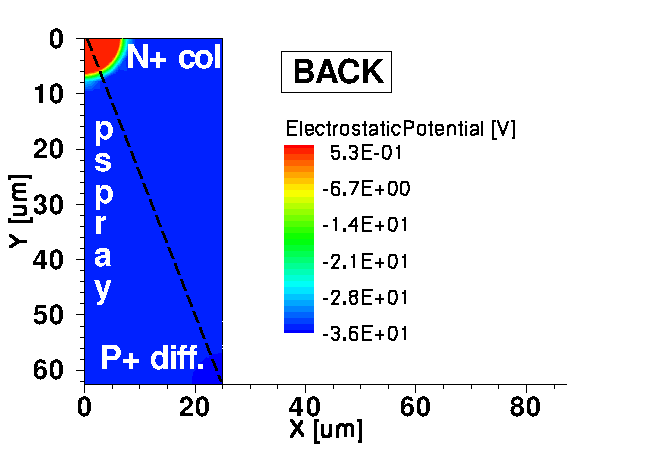 0
10
20
30
40
50
60
Y [um]
N+ col
p
s
p
r
a
y
P+ diff.
BACK
ElectrostaticPotential [V]
5.3E-01
-6.7E+00
-1.4E+01
-2.1E+01
-2.8E+01
-3.6E+01
0 20 40 60 80
X [um]